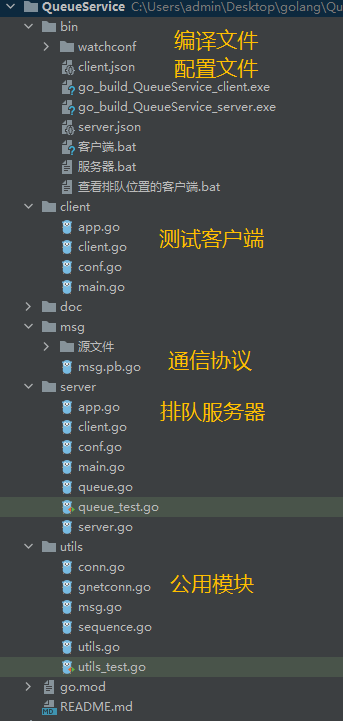 QueueService C:\Users\admin\Desktop\golang\Qu
bin
编译文件
watchconf
client.json
配置文件
go_build_QueueService_client.exe
go_build_QueueService_server.exe
server.json
客户端.bat
服务器.bat
查看排队位置的客户端.bat
client
app.go
测试客户端
client.go
conf.go
main.go
doc
msg
源文件
通信协议
msg.pb.go
server
app.go
排队服务器
client.go
conf.go
main.go
queue.go
queue_test.go
server.go
utils
conn.go
gnetconn.go
公用模块
msg.go
sequence.go
utils.go
utils_test.go
go.mod
README.md